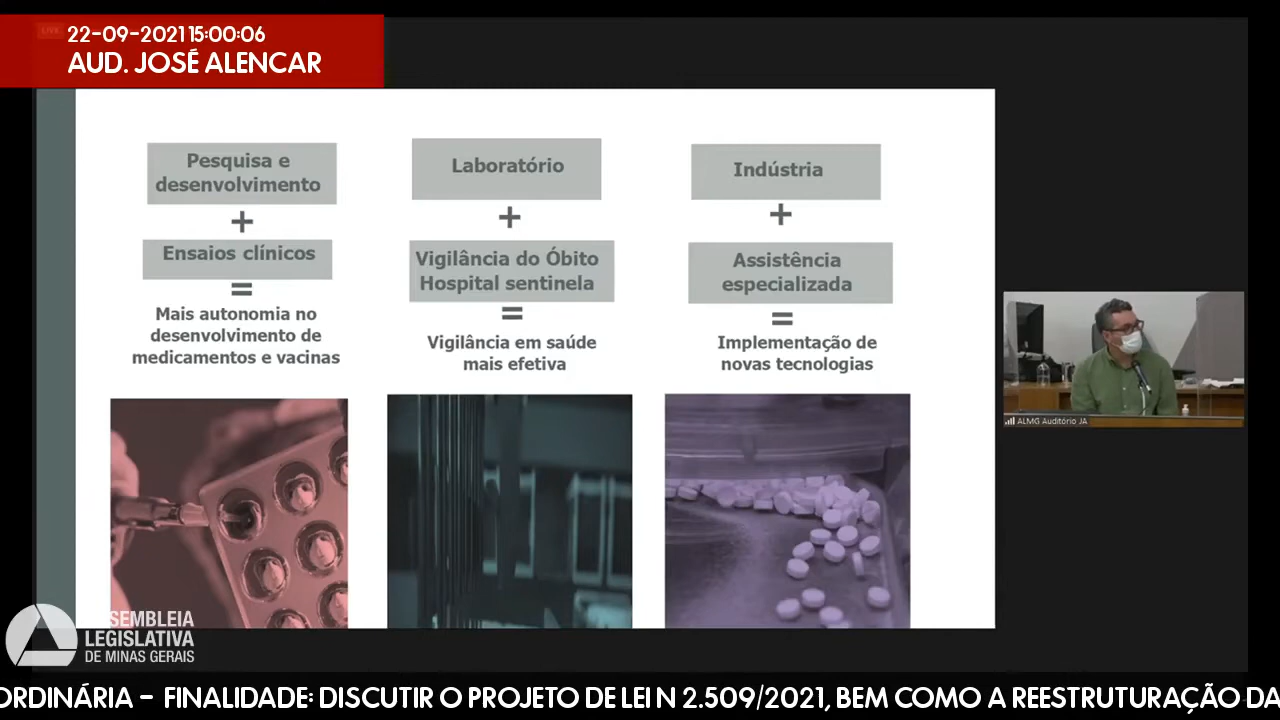 LIVE
22-09-2021 15:00:06
AUD. JOSÉ ALENCAR
Pesquisa e
desenvolvimento
+
Ensaios clínicos
=
Mais autonomia no
desenvolvimento de
medicamentos e vacinas
Laboratório
+
Vigilância do Óbito
Hospital sentinela
=
Vigilância em saúde
mais efetiva
Indústria
+
Assistência
especializada
=
Implementação de
novas tecnologias
ALMG Auditório JA
ASSEMBLEIA
LEGISLATIVA
DE MINAS GERAIS
ORDINÁRIA - FINALIDADE: DISCUTIR O PROJETO DE LEI N 2.509/2021, BEM COMO A REESTRUTURAÇÃO DA